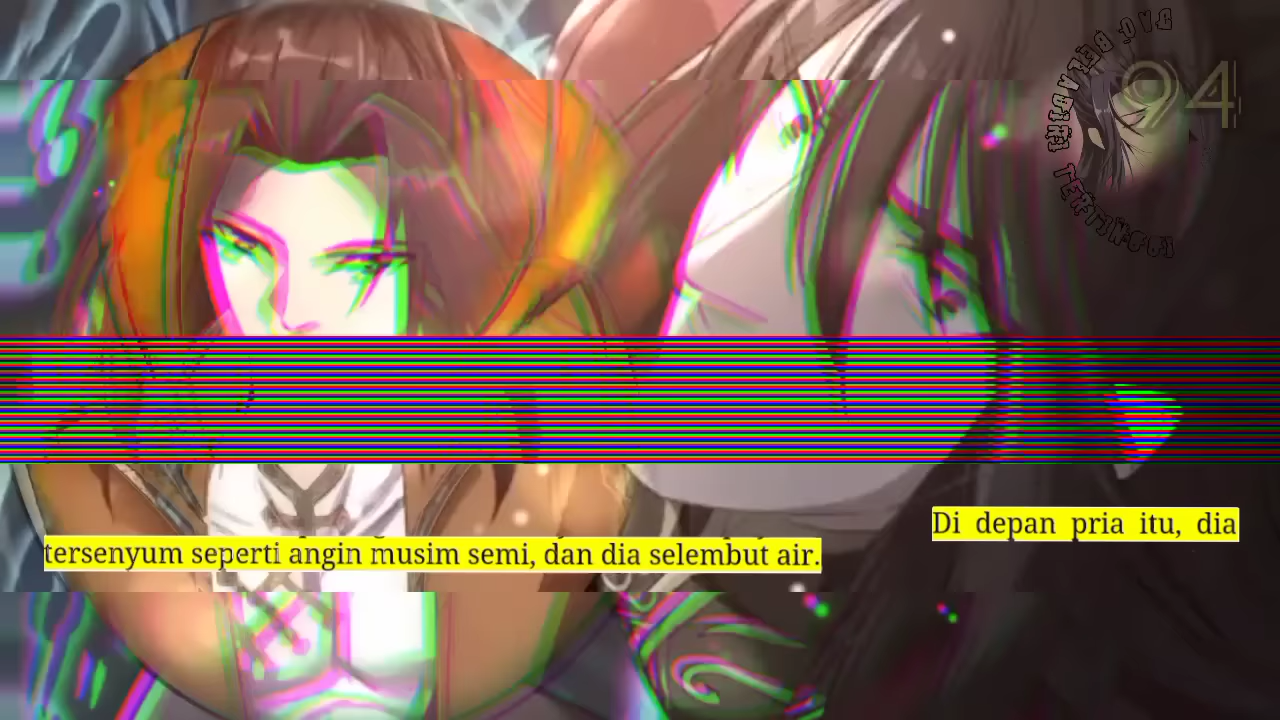 94
Di depan pria itu, dia
tersenyum seperti angin musim semi, dan dia selembut air.